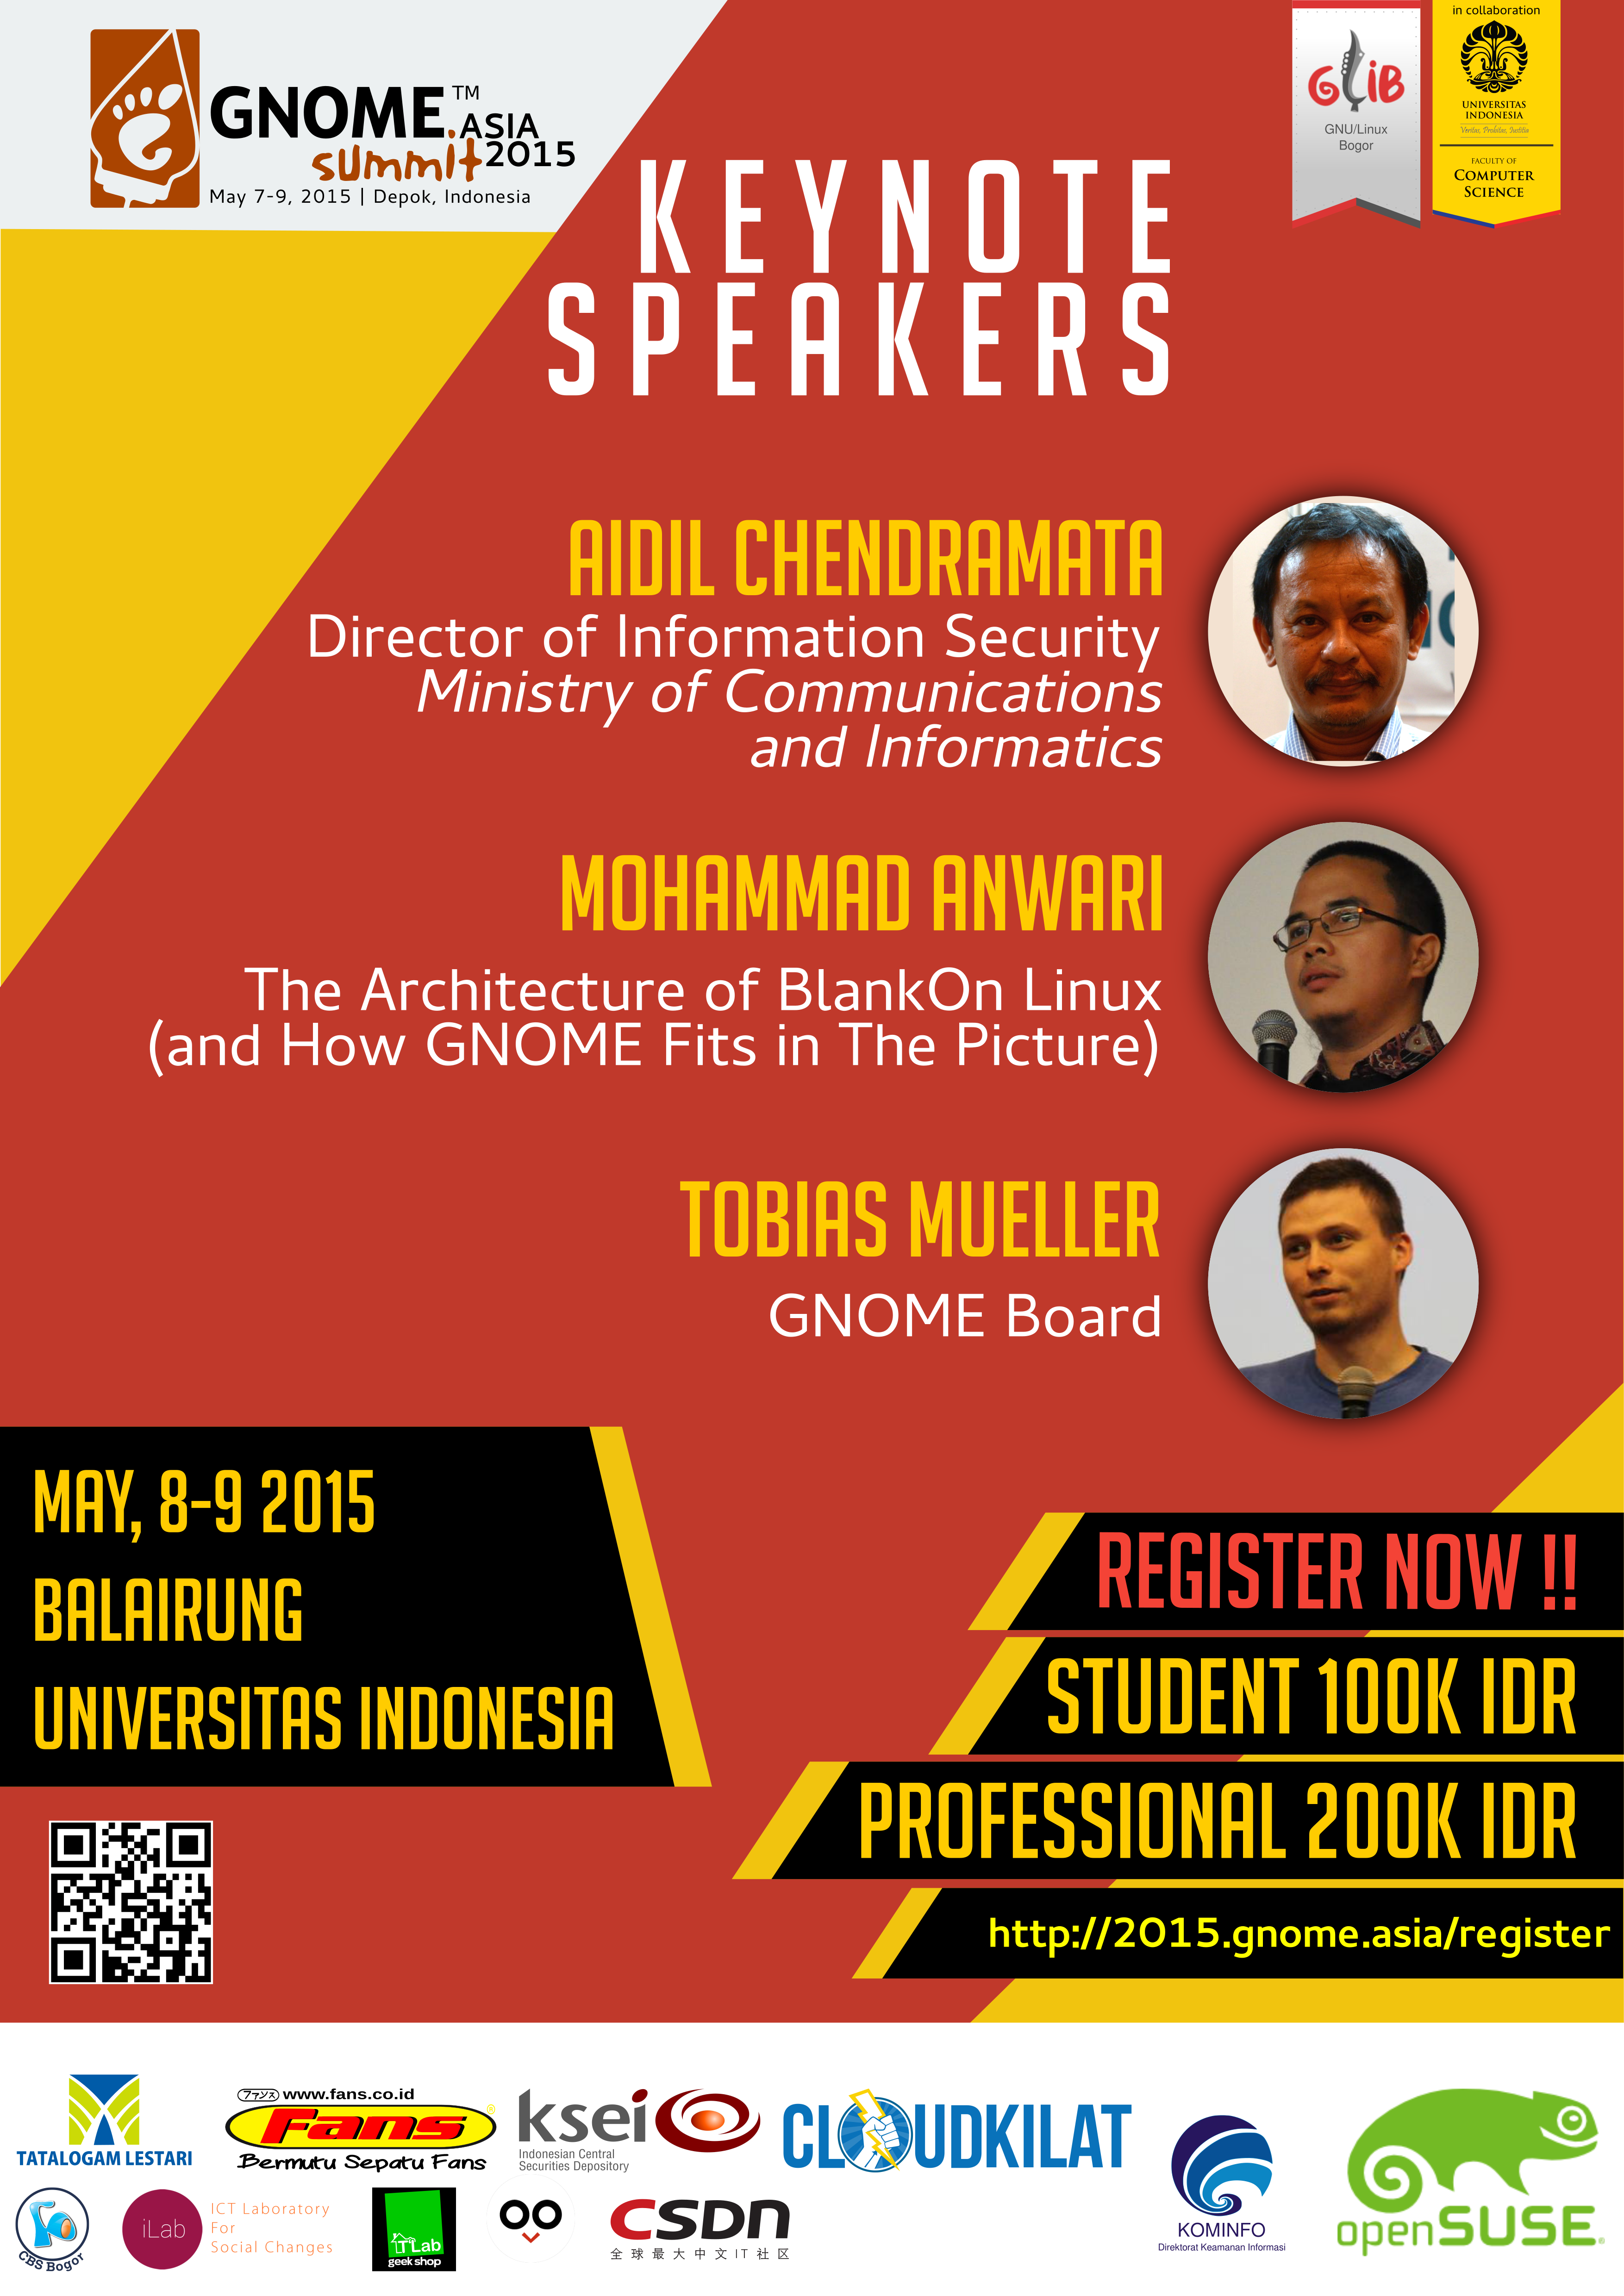 GNOME™
.ASIA
summit 2015
May 7-9, 2015 | Depok, Indonesia
GLiB
GNU/Linux
Bogor
in collaboration
UNIVERSITAS
INDONESIA
Veritas, Probitas, Iustitia
FACULTY OF
COMPUTER
SCIENCE
KEYNOTE
SPEAKERS
AIDIL CHENDRAMATA
Director of Information Security
Ministry of Communications
and Informatics
MOHAMMAD ANWARI
The Architecture of BlankOn Linux
(and How GNOME Fits in The Picture)
TOBIAS MUELLER
GNOME Board
MAY, 8-9 2015
BALAIRUNG
UNIVERSITAS INDONESIA
REGISTER NOW !!
STUDENT 100K IDR
PROFESSIONAL 200K IDR
http://2015.gnome.asia/register
TATALOGAM LESTARI
ファンス www.fans.co.id
Fans
Bermutu Sepatu Fans
ksei
Indonesian Central
Securities Depository
CLOUDKILAT
KOMINFO
Direktorat Keamanan Informasi
openSUSE
CBS Bogor
iLab
ICT Laboratory
For
Social Changes
ITLab
geek shop
CSDN
全球最大中文IT社区